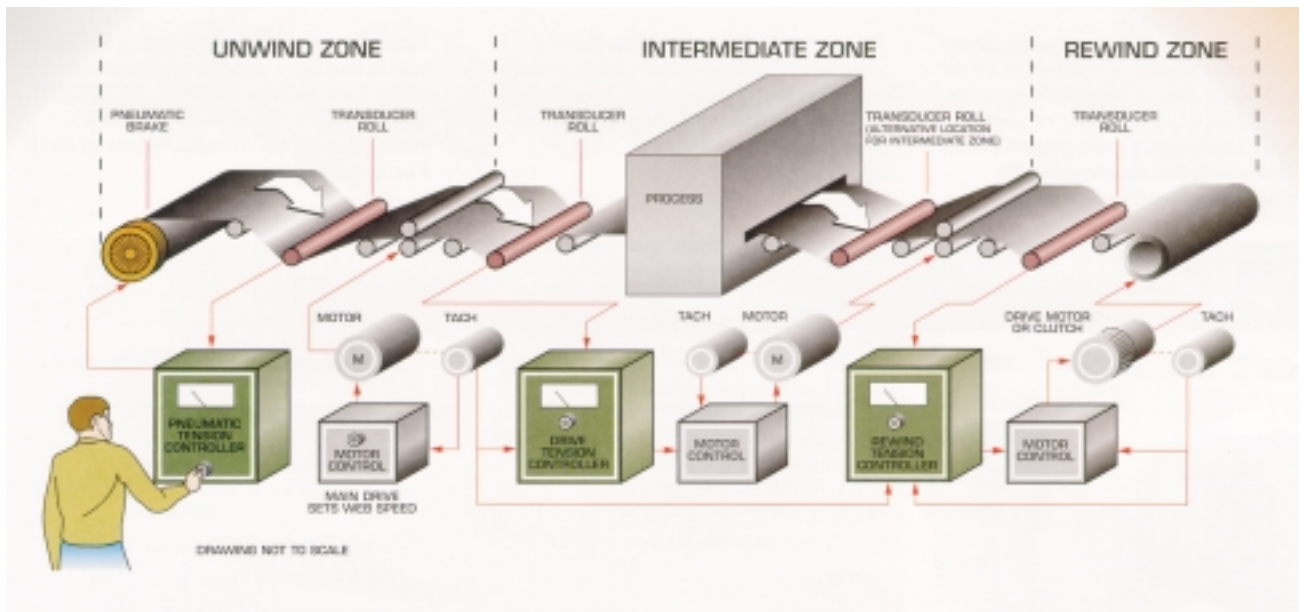 UNWIND ZONE
INTERMEDIATE ZONE
REWIND ZONE
PNEUMATIC
BRAKE
TRANSDUCER
ROLL
TRANSDUCER
ROLL
TRANSDUCER ROLL
(ALTERNATIVE LOCATION
FOR INTERMEDIATE ZONE)
TRANSDUCER
ROLL
PROCESS
MOTOR
TACH
TACH
MOTOR
DRIVE MOTOR
OR CLUTCH
TACH
M
M
PNEUMATIC
TENSION
CONTROLLER
MOTOR
CONTROL
DRIVE
TENSION
CONTROLLER
MOTOR
CONTROL
REWIND
TENSION
CONTROLLER
MOTOR
CONTROL
MAIN DRIVE
SETS WEB SPEED
DRAWING NOT TO SCALE